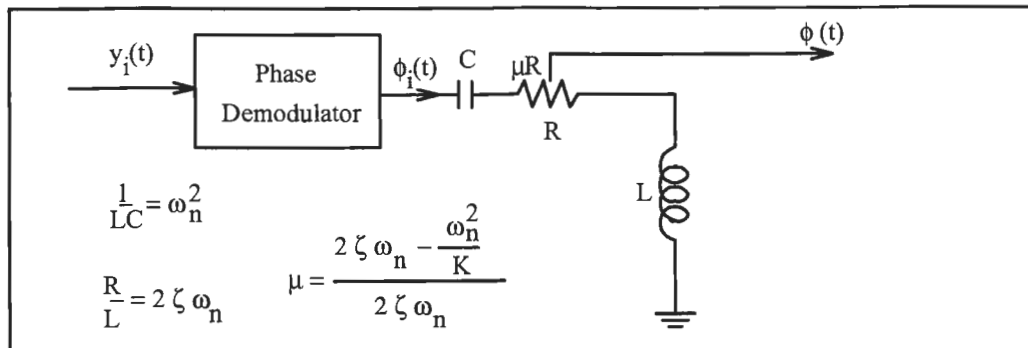 y_i(t)
Phase
Demodulator
ϕ_i(t)
C
μR
R
ϕ (t)
L
1/LC = ω_n^2
R/L = 2 ζ ω_n
μ = (2 ζ ω_n − ω_n^2/K) / (2 ζ ω_n)